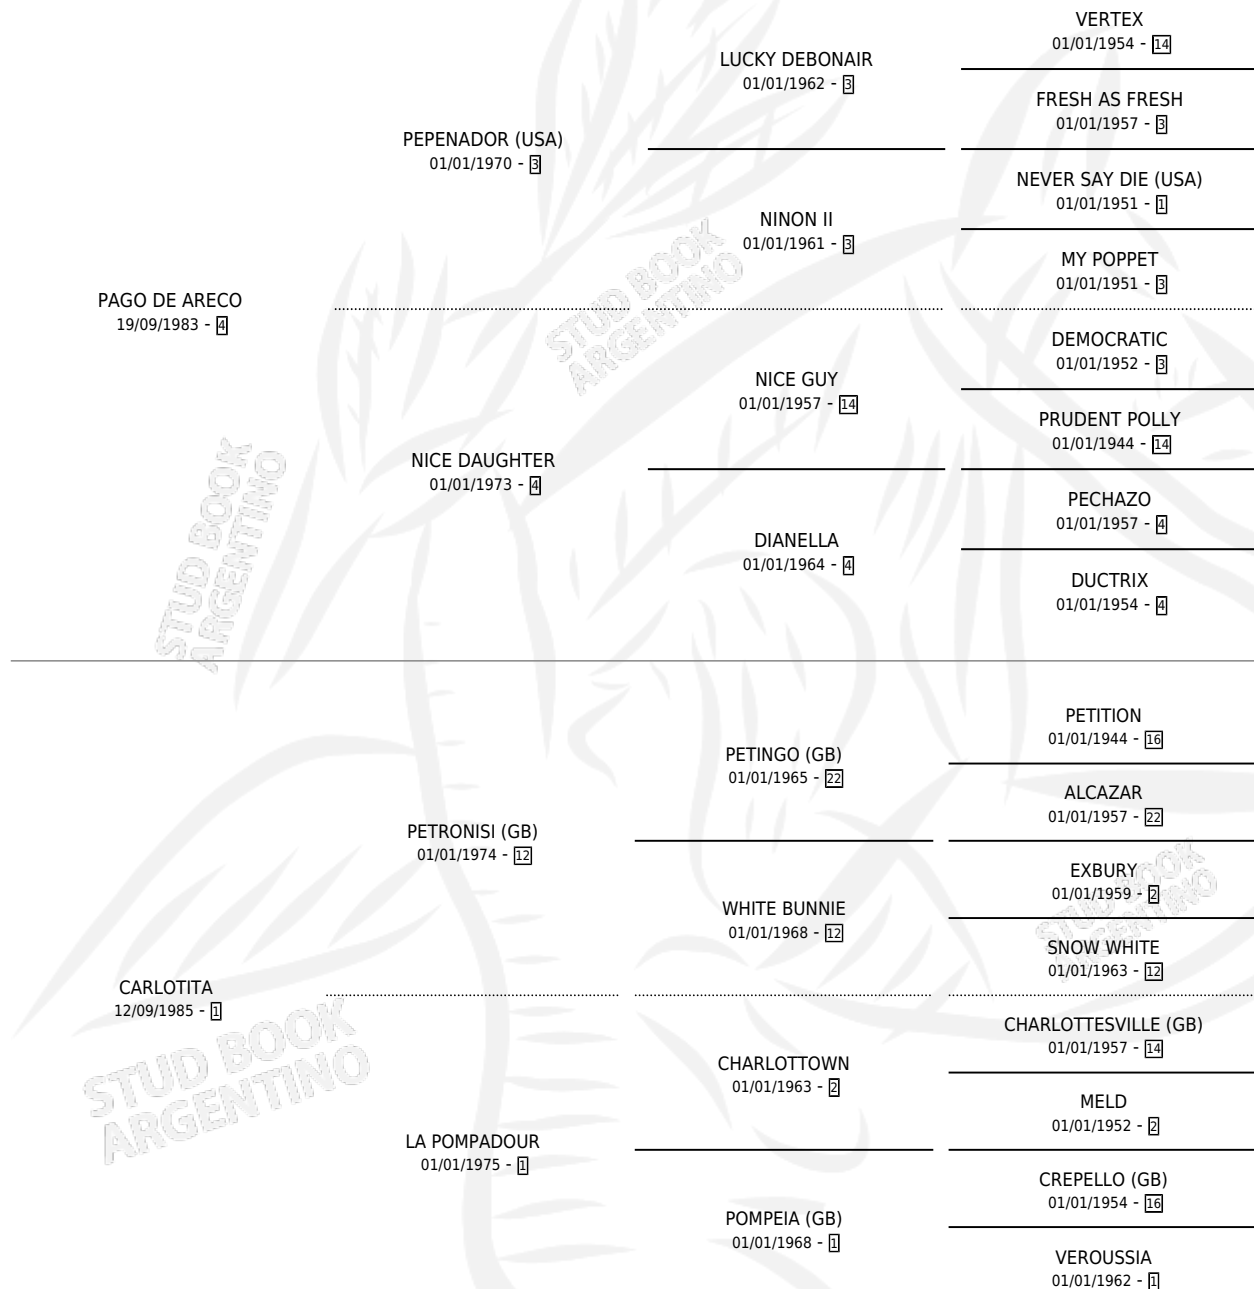 VERTEX
01/01/1954 - 14
LUCKY DEBONAIR
01/01/1962 - 3
FRESH AS FRESH
01/01/1957 - 3
PEPENADOR (USA)
01/01/1970 - 3
NEVER SAY DIE (USA)
01/01/1951 - 1
NINON II
01/01/1961 - 3
MY POPPET
01/01/1951 - 3
PAGO DE ARECO
19/09/1983 - 4
DEMOCRATIC
01/01/1952 - 3
NICE GUY
01/01/1957 - 14
PRUDENT POLLY
01/01/1944 - 14
NICE DAUGHTER
01/01/1973 - 4
PECHAZO
01/01/1957 - 4
DIANELLA
01/01/1964 - 4
DUCTRIX
01/01/1954 - 4
PETITION
01/01/1944 - 16
PETINGO (GB)
01/01/1965 - 22
ALCAZAR
01/01/1957 - 22
PETRONISI (GB)
01/01/1974 - 12
EXBURY
01/01/1959 - 2
WHITE BUNNIE
01/01/1968 - 12
SNOW WHITE
01/01/1963 - 12
CARLOTITA
12/09/1985 - 1
CHARLOTTESVILLE (GB)
01/01/1957 - 14
CHARLOTTOWN
01/01/1963 - 2
MELD
01/01/1952 - 2
LA POMPADOUR
01/01/1975 - 1
CREPELLO (GB)
01/01/1954 - 16
POMPEIA (GB)
01/01/1968 - 1
VEROUSSIA
01/01/1962 - 1
STUD BOOK
ARGENTINO
STUD BOOK
ARGENTINO
STUD BOOK
ARGENTINO
STUD BOOK
ARGENTINO